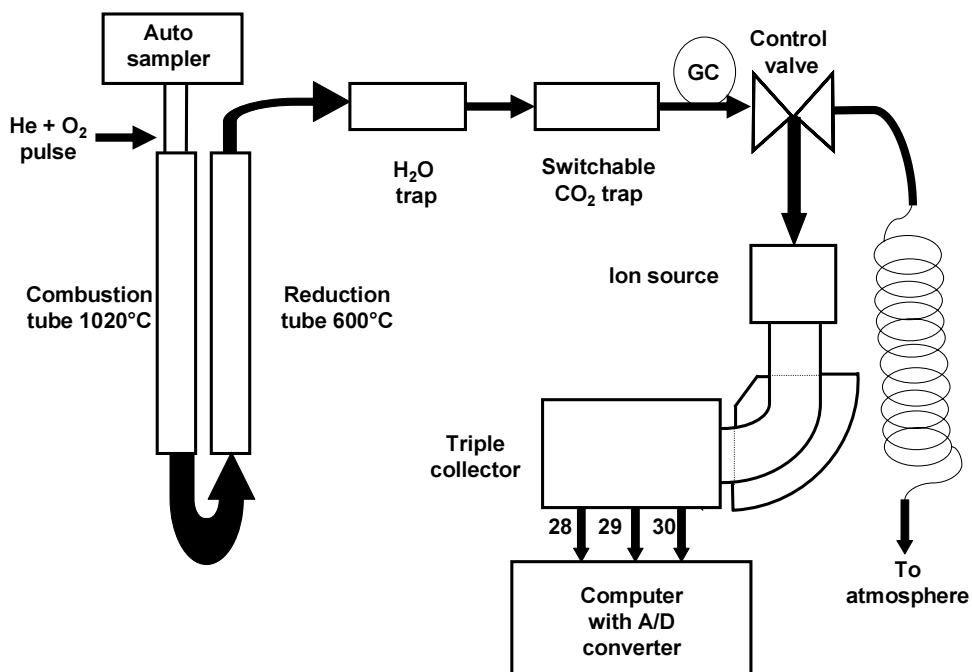 Auto
sampler
He + O₂
pulse
Combustion
tube 1020°C
Reduction
tube 600°C
H₂O
trap
Switchable
CO₂ trap
GC
Control
valve
Ion source
Triple
collector
28 29 30
Computer
with A/D
converter
To
atmosphere